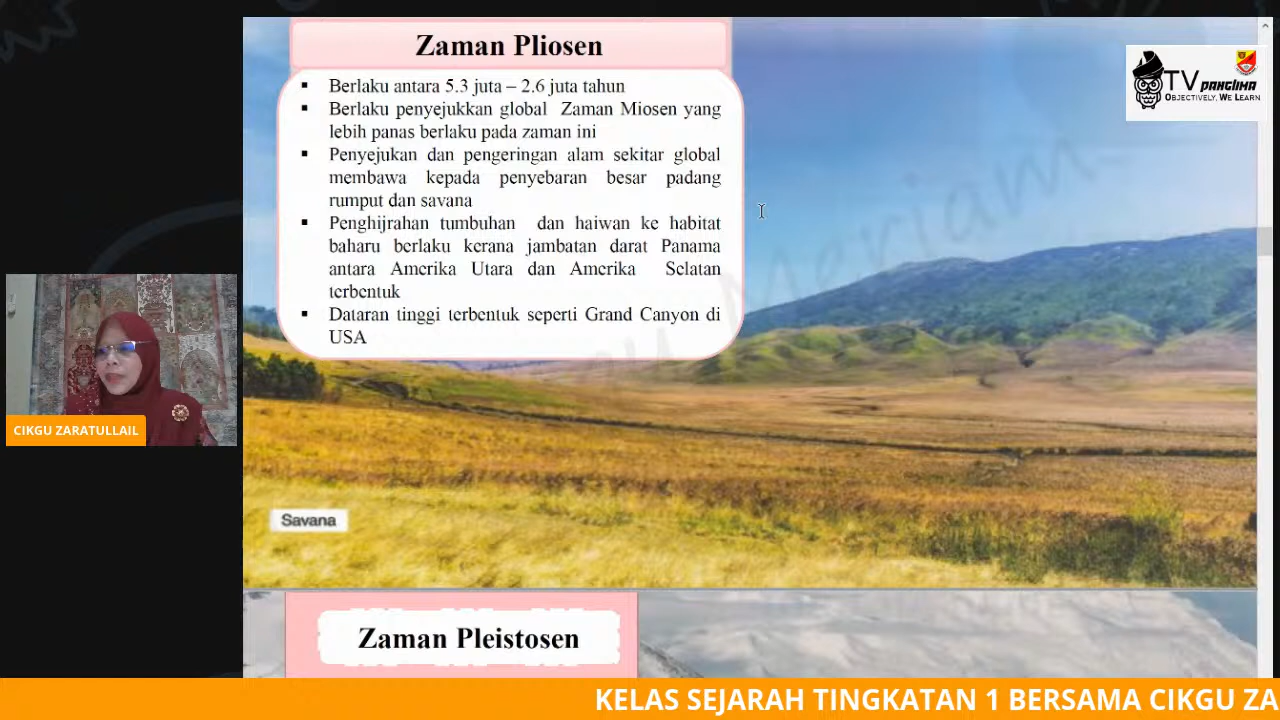 Zaman Pliosen
▪ Berlaku antara 5.3 juta – 2.6 juta tahun
▪ Berlaku penyejukkan global Zaman Miosen yang
lebih panas berlaku pada zaman ini
▪ Penyejukan dan pengeringan alam sekitar global
membawa kepada penyebaran besar padang
rumput dan savana
▪ Penghijrahan tumbuhan dan haiwan ke habitat
baharu berlaku kerana jambatan darat Panama
antara Amerika Utara dan Amerika Selatan
terbentuk
▪ Dataran tinggi terbentuk seperti Grand Canyon di
USA
TV PANGLIMA
OBJECTIVELY, WE LEARN
Meriam
CIKGU ZARATULLAIL
Savana
Zaman Pleistosen
KELAS SEJARAH TINGKATAN 1 BERSAMA CIKGU ZA